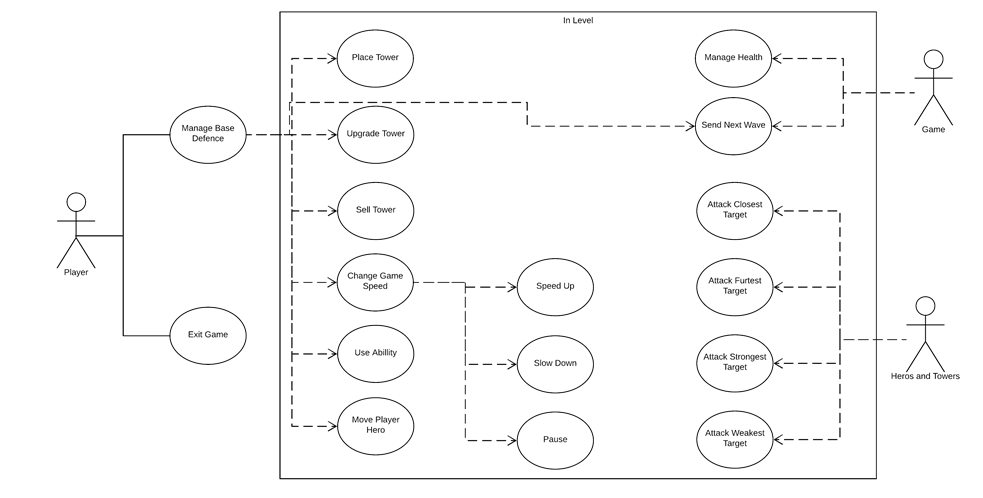 In Level
Place Tower
Manage Health
Manage Base
Defence
Upgrade Tower
Send Next Wave
Game
Sell Tower
Attack Closest
Target
Player
Change Game
Speed
Speed Up
Attack Furtest
Target
Exit Game
Use Abillity
Slow Down
Attack Strongest
Target
Heros and Towers
Move Player
Hero
Pause
Attack Weakest
Target